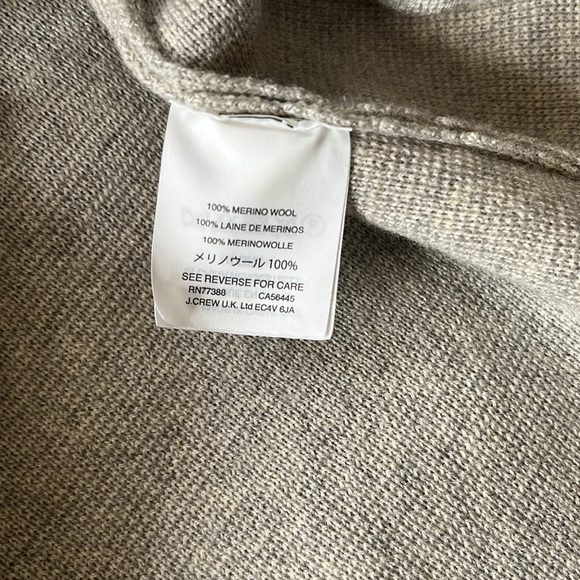 100% MERINO WOOL
100% LAINE DE MERINOS
100% MERINOWOLLE
メリノウール 100%
SEE REVERSE FOR CARE
RN77388 CA56445
J.CREW U.K. Ltd EC4V 6JA